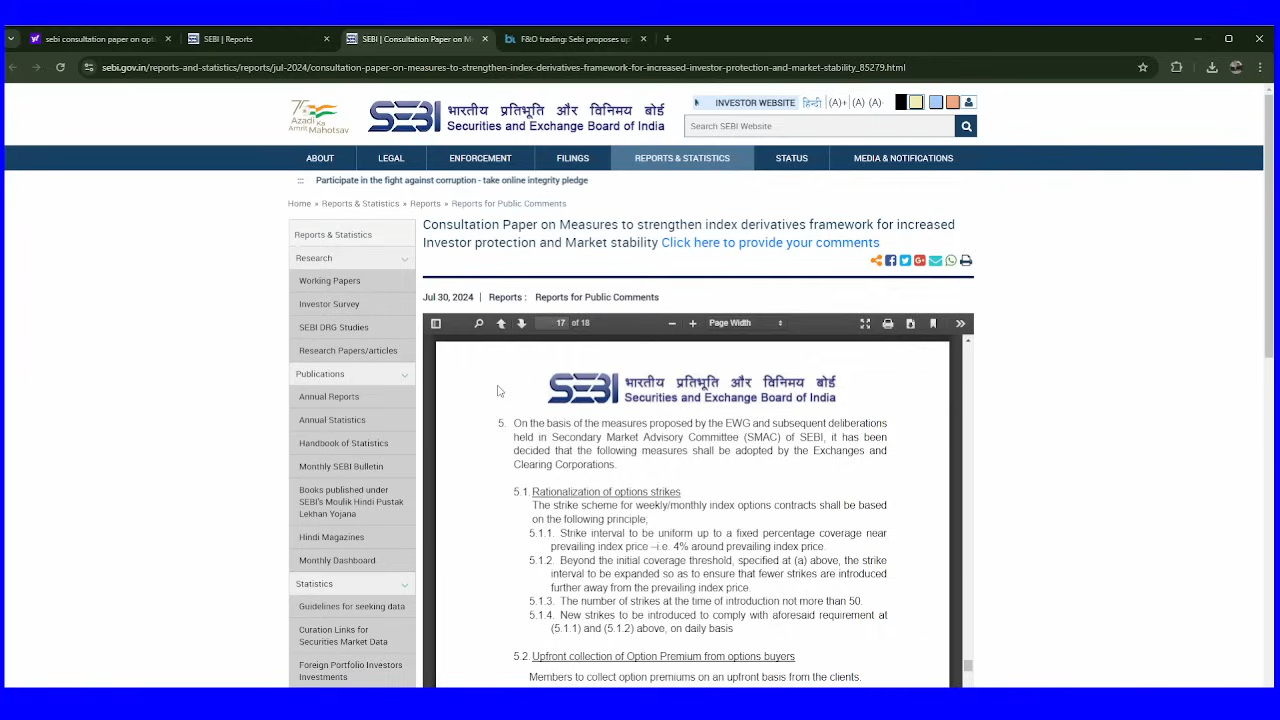 sebi consultation paper on opt
SEBI | Reports
SEBI | Consultation Paper on M
F&O trading: Sebi proposes up
sebi.gov.in/reports-and-statistics/reports/jul-2024/consultation-paper-on-measures-to-strengthen-index-derivatives-framework-for-increased-investor-protection-and-market-stability_85279.html
75 Azadi Ka Amrit Mahotsav
SEBI भारतीय प्रतिभूति और विनिमय बोर्ड
Securities and Exchange Board of India
INVESTOR WEBSITE हिन्दी (A)+ (A) (A)-
Search SEBI Website
ABOUT LEGAL ENFORCEMENT FILINGS REPORTS & STATISTICS STATUS MEDIA & NOTIFICATIONS
::: Participate in the fight against corruption - take online integrity pledge
Home » Reports & Statistics » Reports » Reports for Public Comments
Reports & Statistics
Research
Working Papers
Investor Survey
SEBI DRG Studies
Research Papers/articles
Publications
Annual Reports
Annual Statistics
Handbook of Statistics
Monthly SEBI Bulletin
Books published under
SEBI's Moulik Hindi Pustak
Lekhan Yojana
Hindi Magazines
Monthly Dashboard
Statistics
Guidelines for seeking data
Curation Links for
Securities Market Data
Foreign Portfolio Investors
Investments
Consultation Paper on Measures to strengthen index derivatives framework for increased
Investor protection and Market stability Click here to provide your comments
Jul 30, 2024 | Reports : Reports for Public Comments
17 of 18 Page Width
SEBI भारतीय प्रतिभूति और विनिमय बोर्ड
Securities and Exchange Board of India
5. On the basis of the measures proposed by the EWG and subsequent deliberations
held in Secondary Market Advisory Committee (SMAC) of SEBI, it has been
decided that the following measures shall be adopted by the Exchanges and
Clearing Corporations.
5.1. Rationalization of options strikes
The strike scheme for weekly/monthly index options contracts shall be based
on the following principle;
5.1.1. Strike interval to be uniform up to a fixed percentage coverage near
prevailing index price –i.e. 4% around prevailing index price.
5.1.2. Beyond the initial coverage threshold, specified at (a) above, the strike
interval to be expanded so as to ensure that fewer strikes are introduced
further away from the prevailing index price.
5.1.3. The number of strikes at the time of introduction not more than 50.
5.1.4. New strikes to be introduced to comply with aforesaid requirement at
(5.1.1) and (5.1.2) above, on daily basis
5.2. Upfront collection of Option Premium from options buyers
Members to collect option premiums on an upfront basis from the clients.